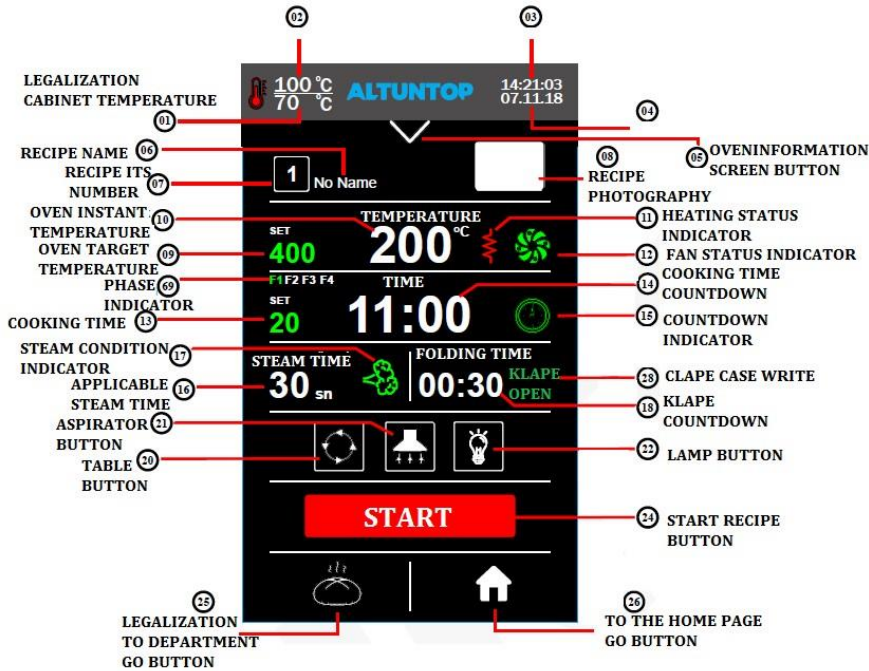 02
03
LEGALIZATION
CABINET TEMPERATURE
01
100 °C
70 °C
ALTUNTOP
14:21:03
07.11.18
04
05 OVENINFORMATION
SCREEN BUTTON
RECIPE NAME 06
RECIPE ITS
NUMBER 07
1 No Name
08
RECIPE
PHOTOGRAPHY
OVEN INSTANT
TEMPERATURE 10
OVEN TARGET
TEMPERATURE 09
TEMPERATURE
SET
400
200 °C
11 HEATING STATUS
INDICATOR
12 FAN STATUS INDICATOR
PHASE
INDICATOR 69
COOKING TIME 13
F1 F2 F3 F4
TIME
SET
20
11:00
14 COOKING TIME
COUNTDOWN
15 COUNTDOWN
INDICATOR
STEAM CONDITION
INDICATOR 17
APPLICABLE
STEAM TIME 16
STEAM TİME
30 sn
FOLDING TIME
00:30
KLAPE
OPEN
28 CLAPE CASE WRITE
18 KLAPE
COUNTDOWN
ASPIRATOR
BUTTON 21
TABLE
BUTTON 20
22 LAMP BUTTON
START
24 START RECIPE
BUTTON
25
LEGALIZATION
TO DEPARTMENT
GO BUTTON
26
TO THE HOME PAGE
GO BUTTON